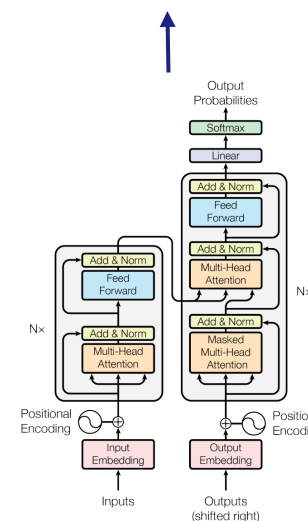 Output
Probabilities
Softmax
Linear
Add & Norm
Feed
Forward
Add & Norm
Multi-Head
Attention
Add & Norm
Masked
Multi-Head
Attention
N×
Add & Norm
Feed
Forward
Add & Norm
Multi-Head
Attention
N×
Positional
Encoding
Input
Embedding
Inputs
Output
Embedding
Outputs
(shifted right)